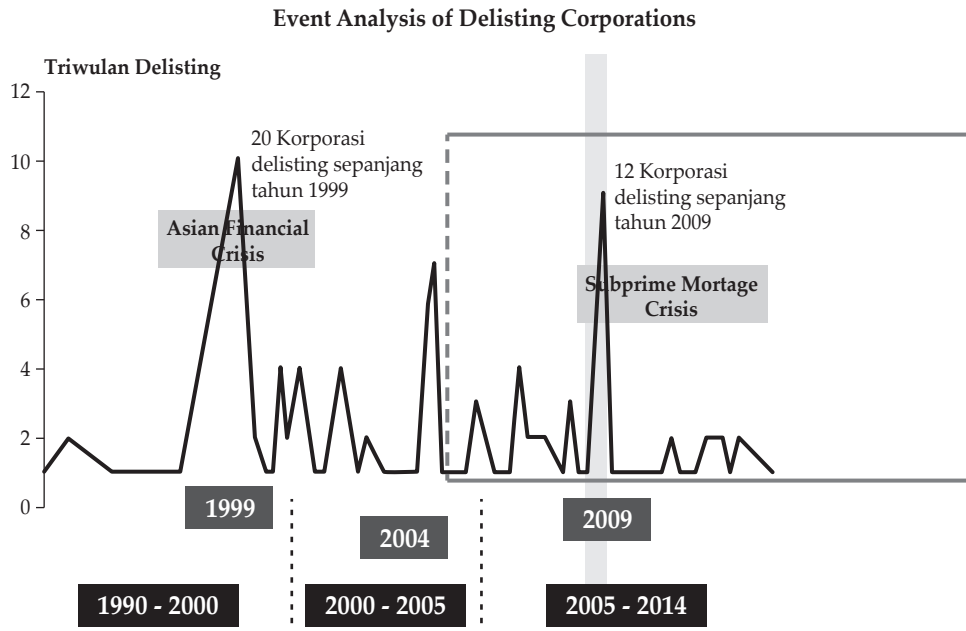 Event Analysis of Delisting Corporations
Triwulan Delisting
12
10
8
6
4
2
0
20 Korporasi
delisting sepanjang
tahun 1999
Asian Financial
Crisis
12 Korporasi
delisting sepanjang
tahun 2009
Subprime Mortage
Crisis
1999
2004
2009
1990 - 2000
2000 - 2005
2005 - 2014